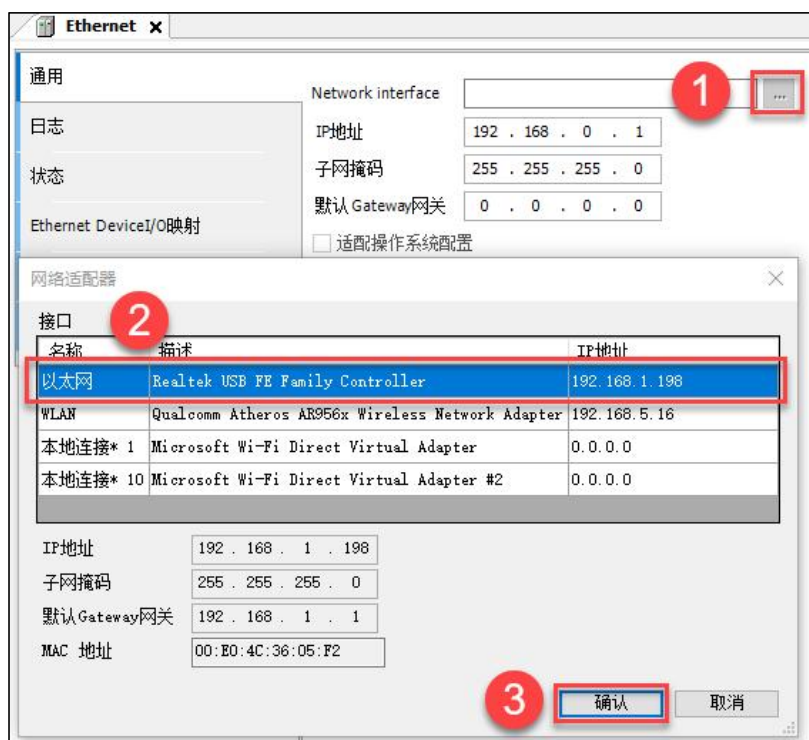 Ethernet X
通用
Network interface
1
...
日志
IP地址
192 . 168 . 0 . 1
状态
子网掩码
255 . 255 . 255 . 0
默认Gateway网关
0 . 0 . 0 . 0
Ethernet DeviceI/O映射
适配操作系统配置
网络适配器
2
接口
名称 描述 IP地址
以太网 Realtek USB FE Family Controller 192.168.1.198
WLAN Qualcomm Atheros AR956x Wireless Network Adapter 192.168.5.16
本地连接* 1 Microsoft Wi-Fi Direct Virtual Adapter 0.0.0.0
本地连接* 10 Microsoft Wi-Fi Direct Virtual Adapter #2 0.0.0.0
IP地址 192 . 168 . 1 . 198
子网掩码 255 . 255 . 255 . 0
默认Gateway网关 192 . 168 . 1 . 1
MAC 地址 00:E0:4C:36:05:F2
3
确认 取消